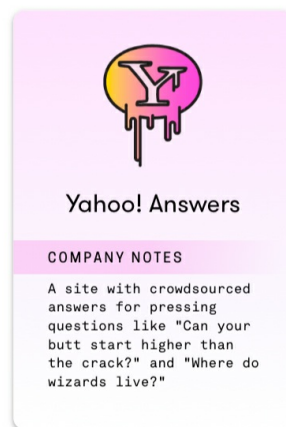 Y
Yahoo! Answers
COMPANY NOTES
A site with crowdsourced
answers for pressing
questions like "Can your
butt start higher than
the crack?" and "Where do
wizards live?"